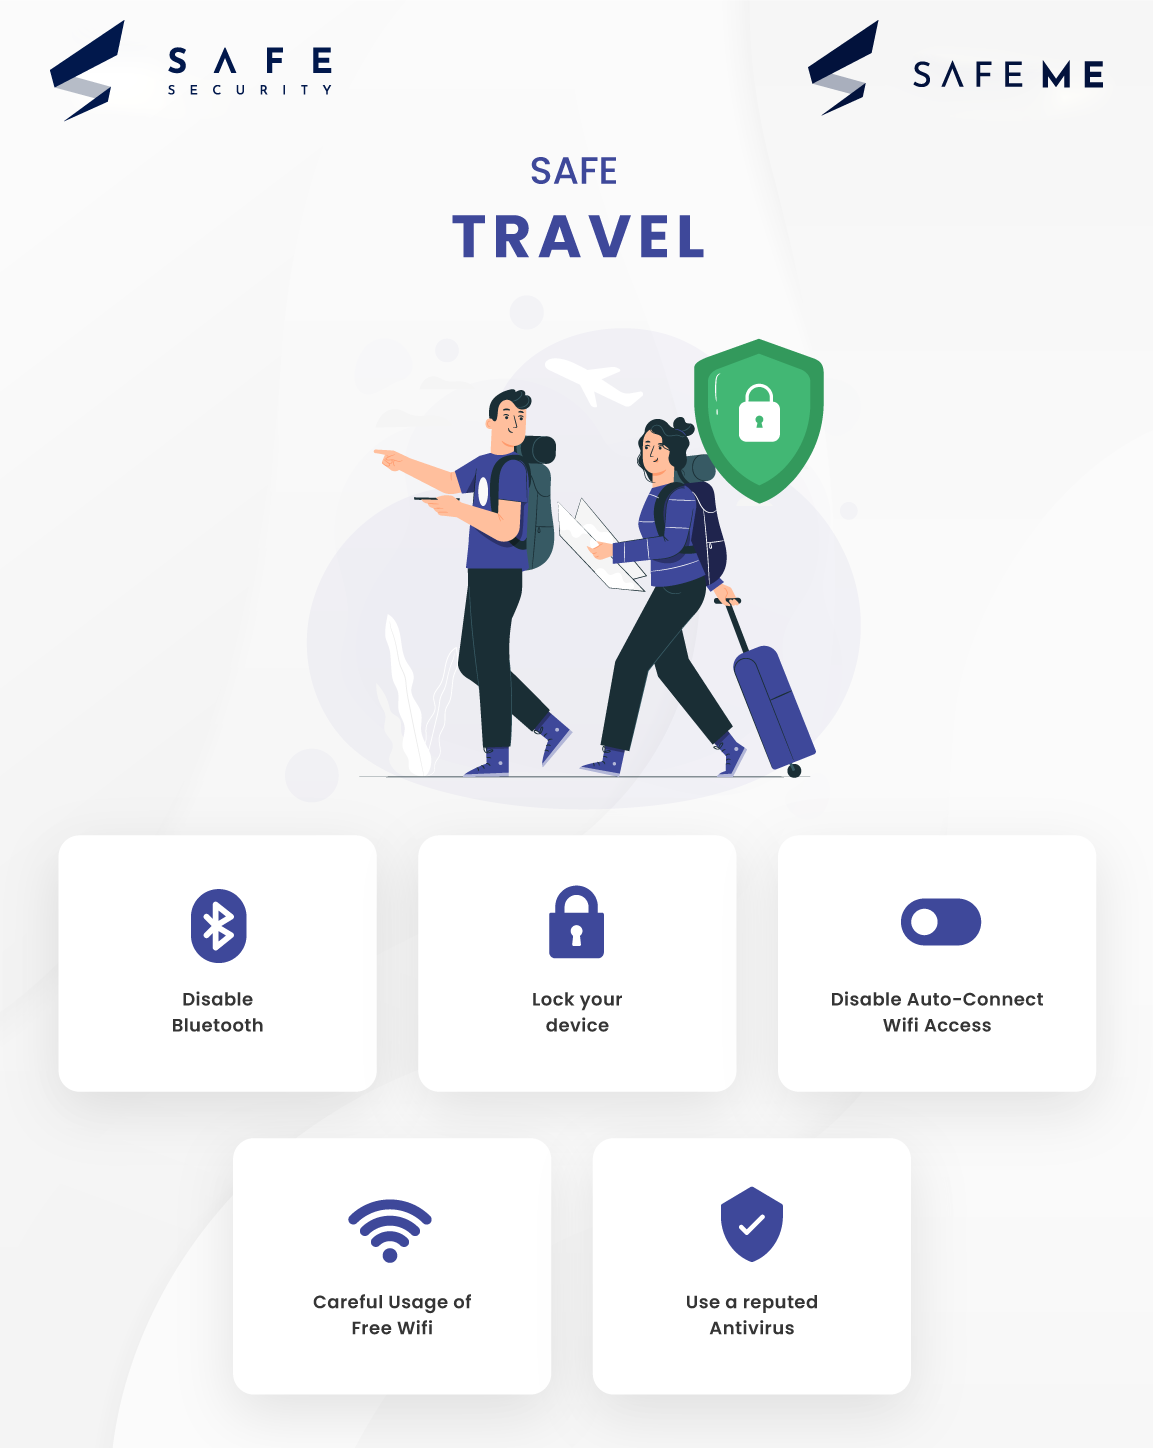 SAFE
SECURITY
SAFE ME
SAFE
TRAVEL
Disable
Bluetooth
Lock your
device
Disable Auto-Connect
Wifi Access
Careful Usage of
Free Wifi
Use a reputed
Antivirus